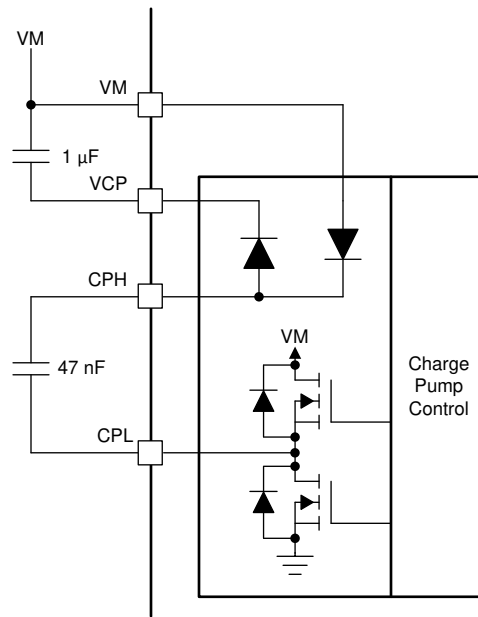 VM
VM
1 µF
VCP
CPH
VM
47 nF
Charge
Pump
Control
CPL